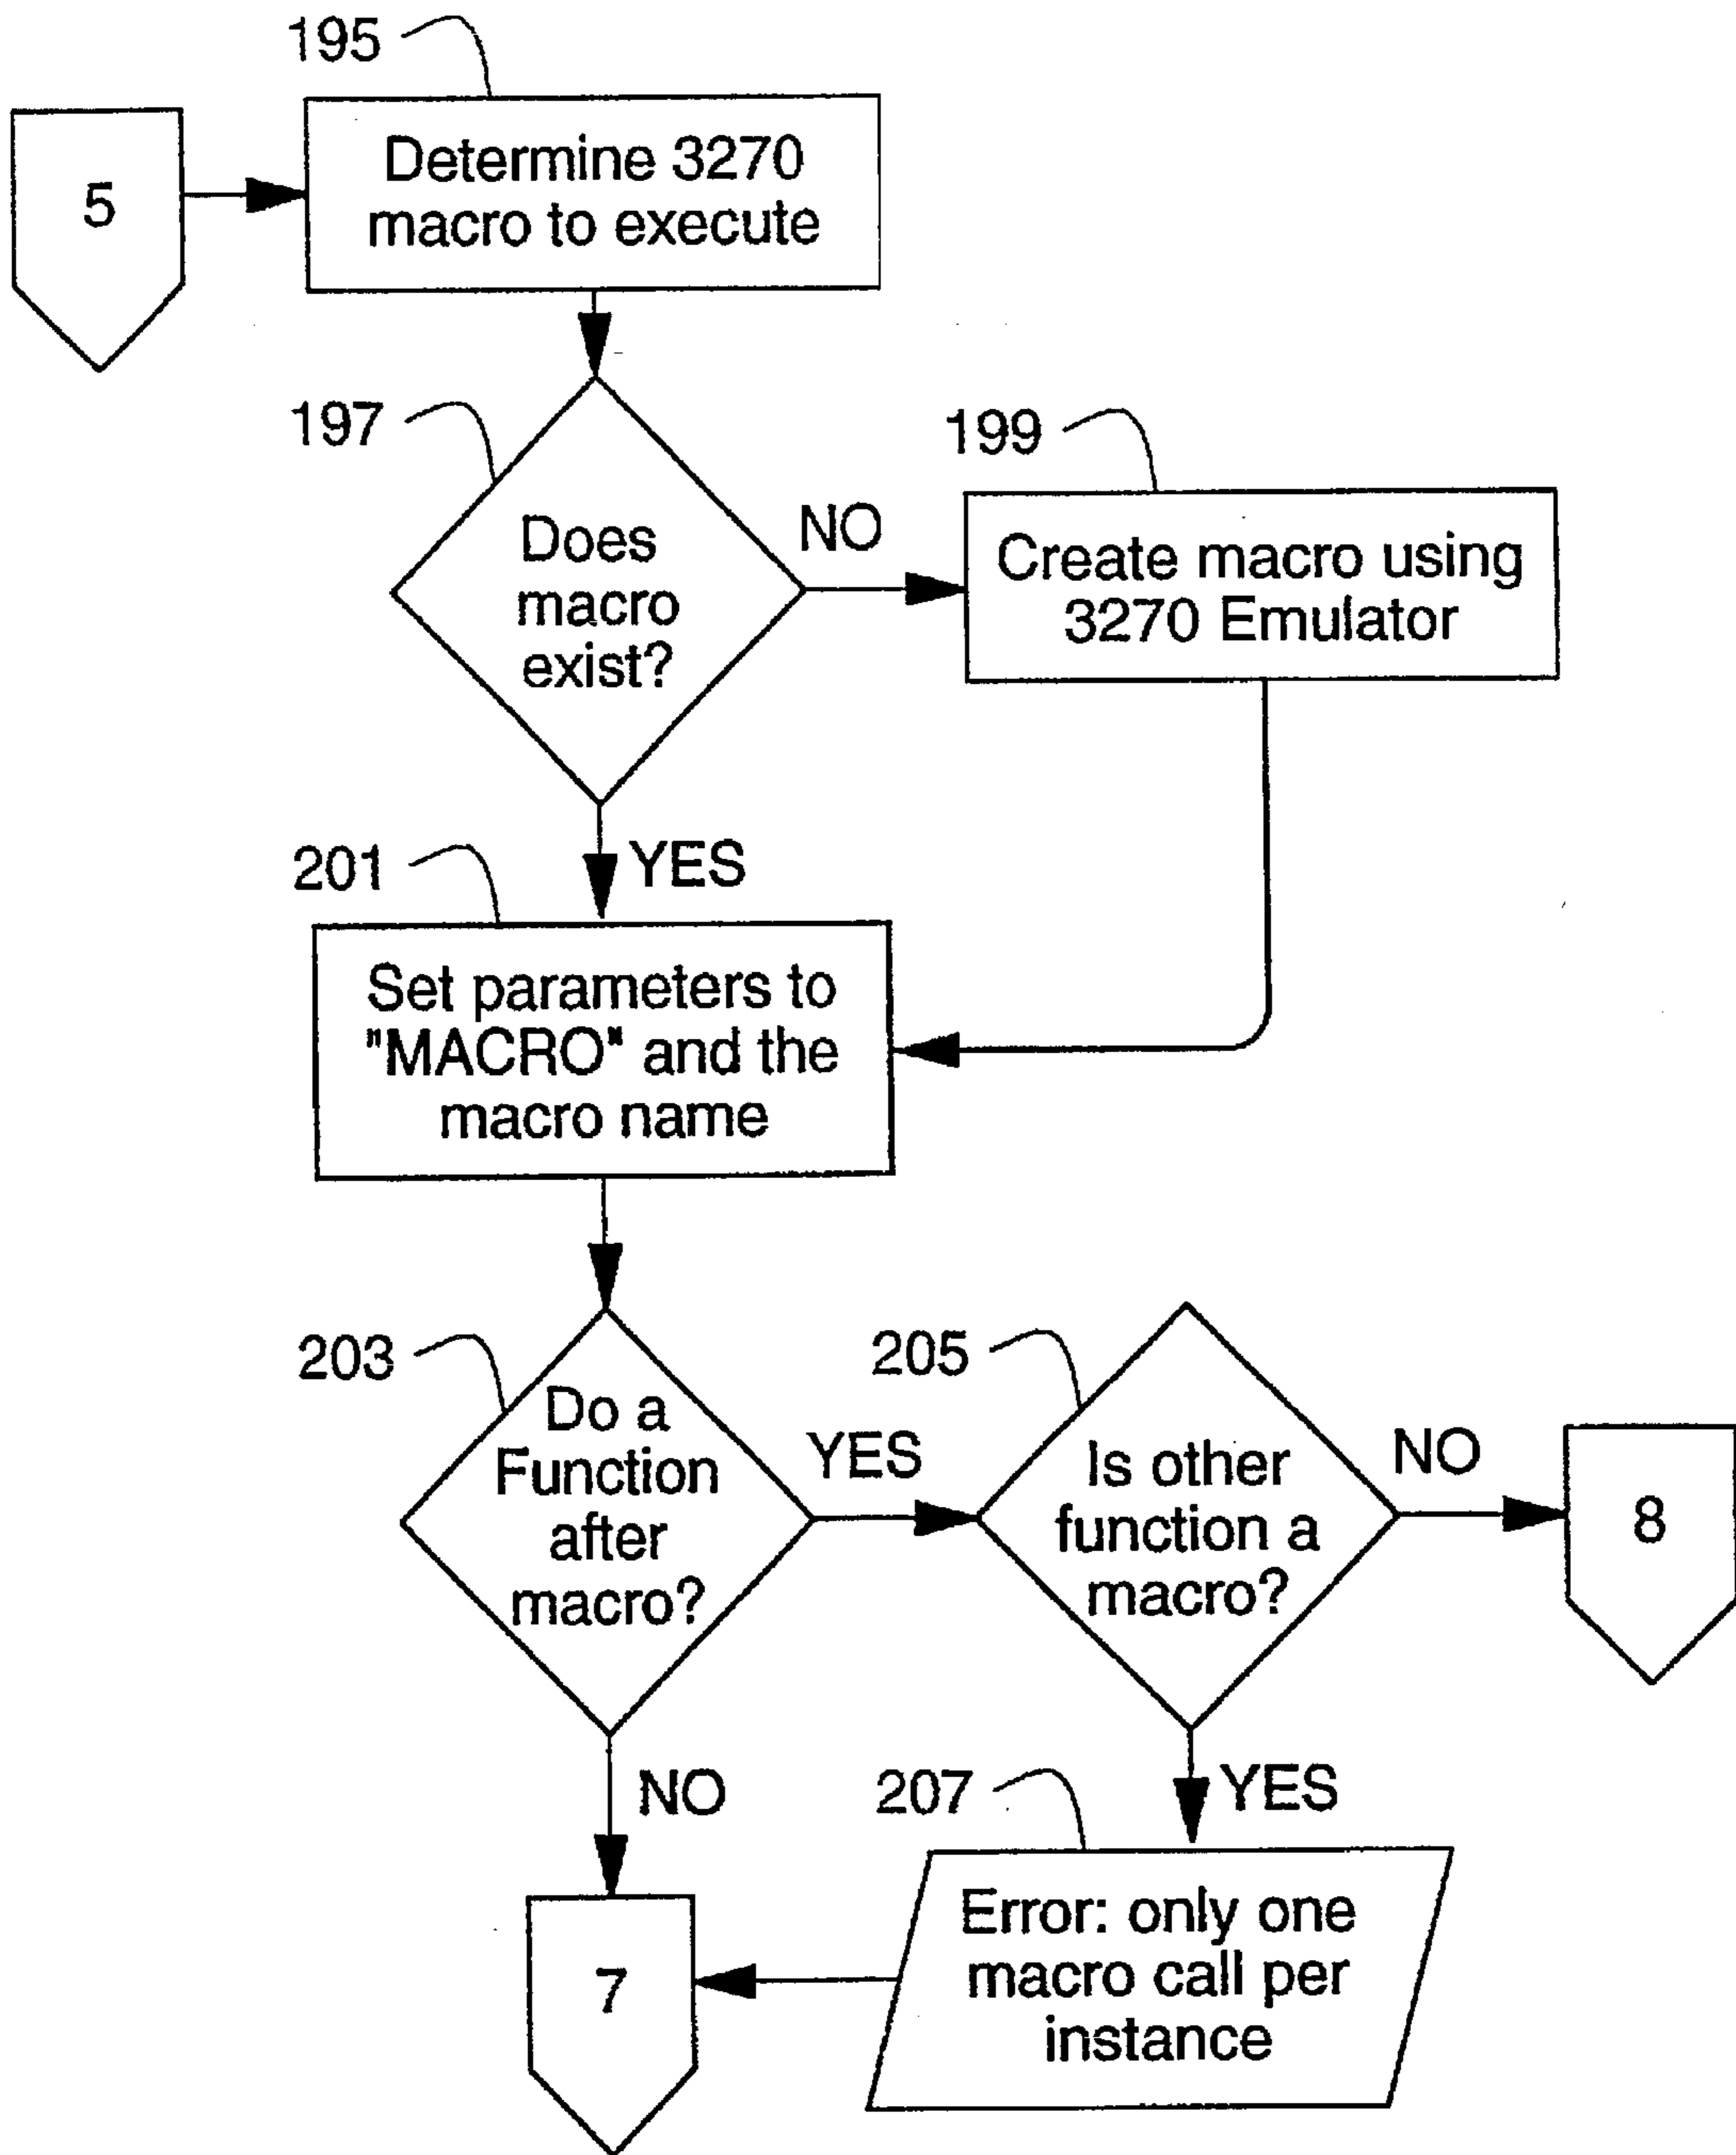 195
5
Determine 3270
macro to execute
197
Does
macro
exist?
NO
199
Create macro using
3270 Emulator
YES
201
Set parameters to
"MACRO" and the
macro name
203
Do a
Function
after
macro?
YES
205
Is other
function a
macro?
NO
8
NO
7
YES
207
Error: only one
macro call per
instance